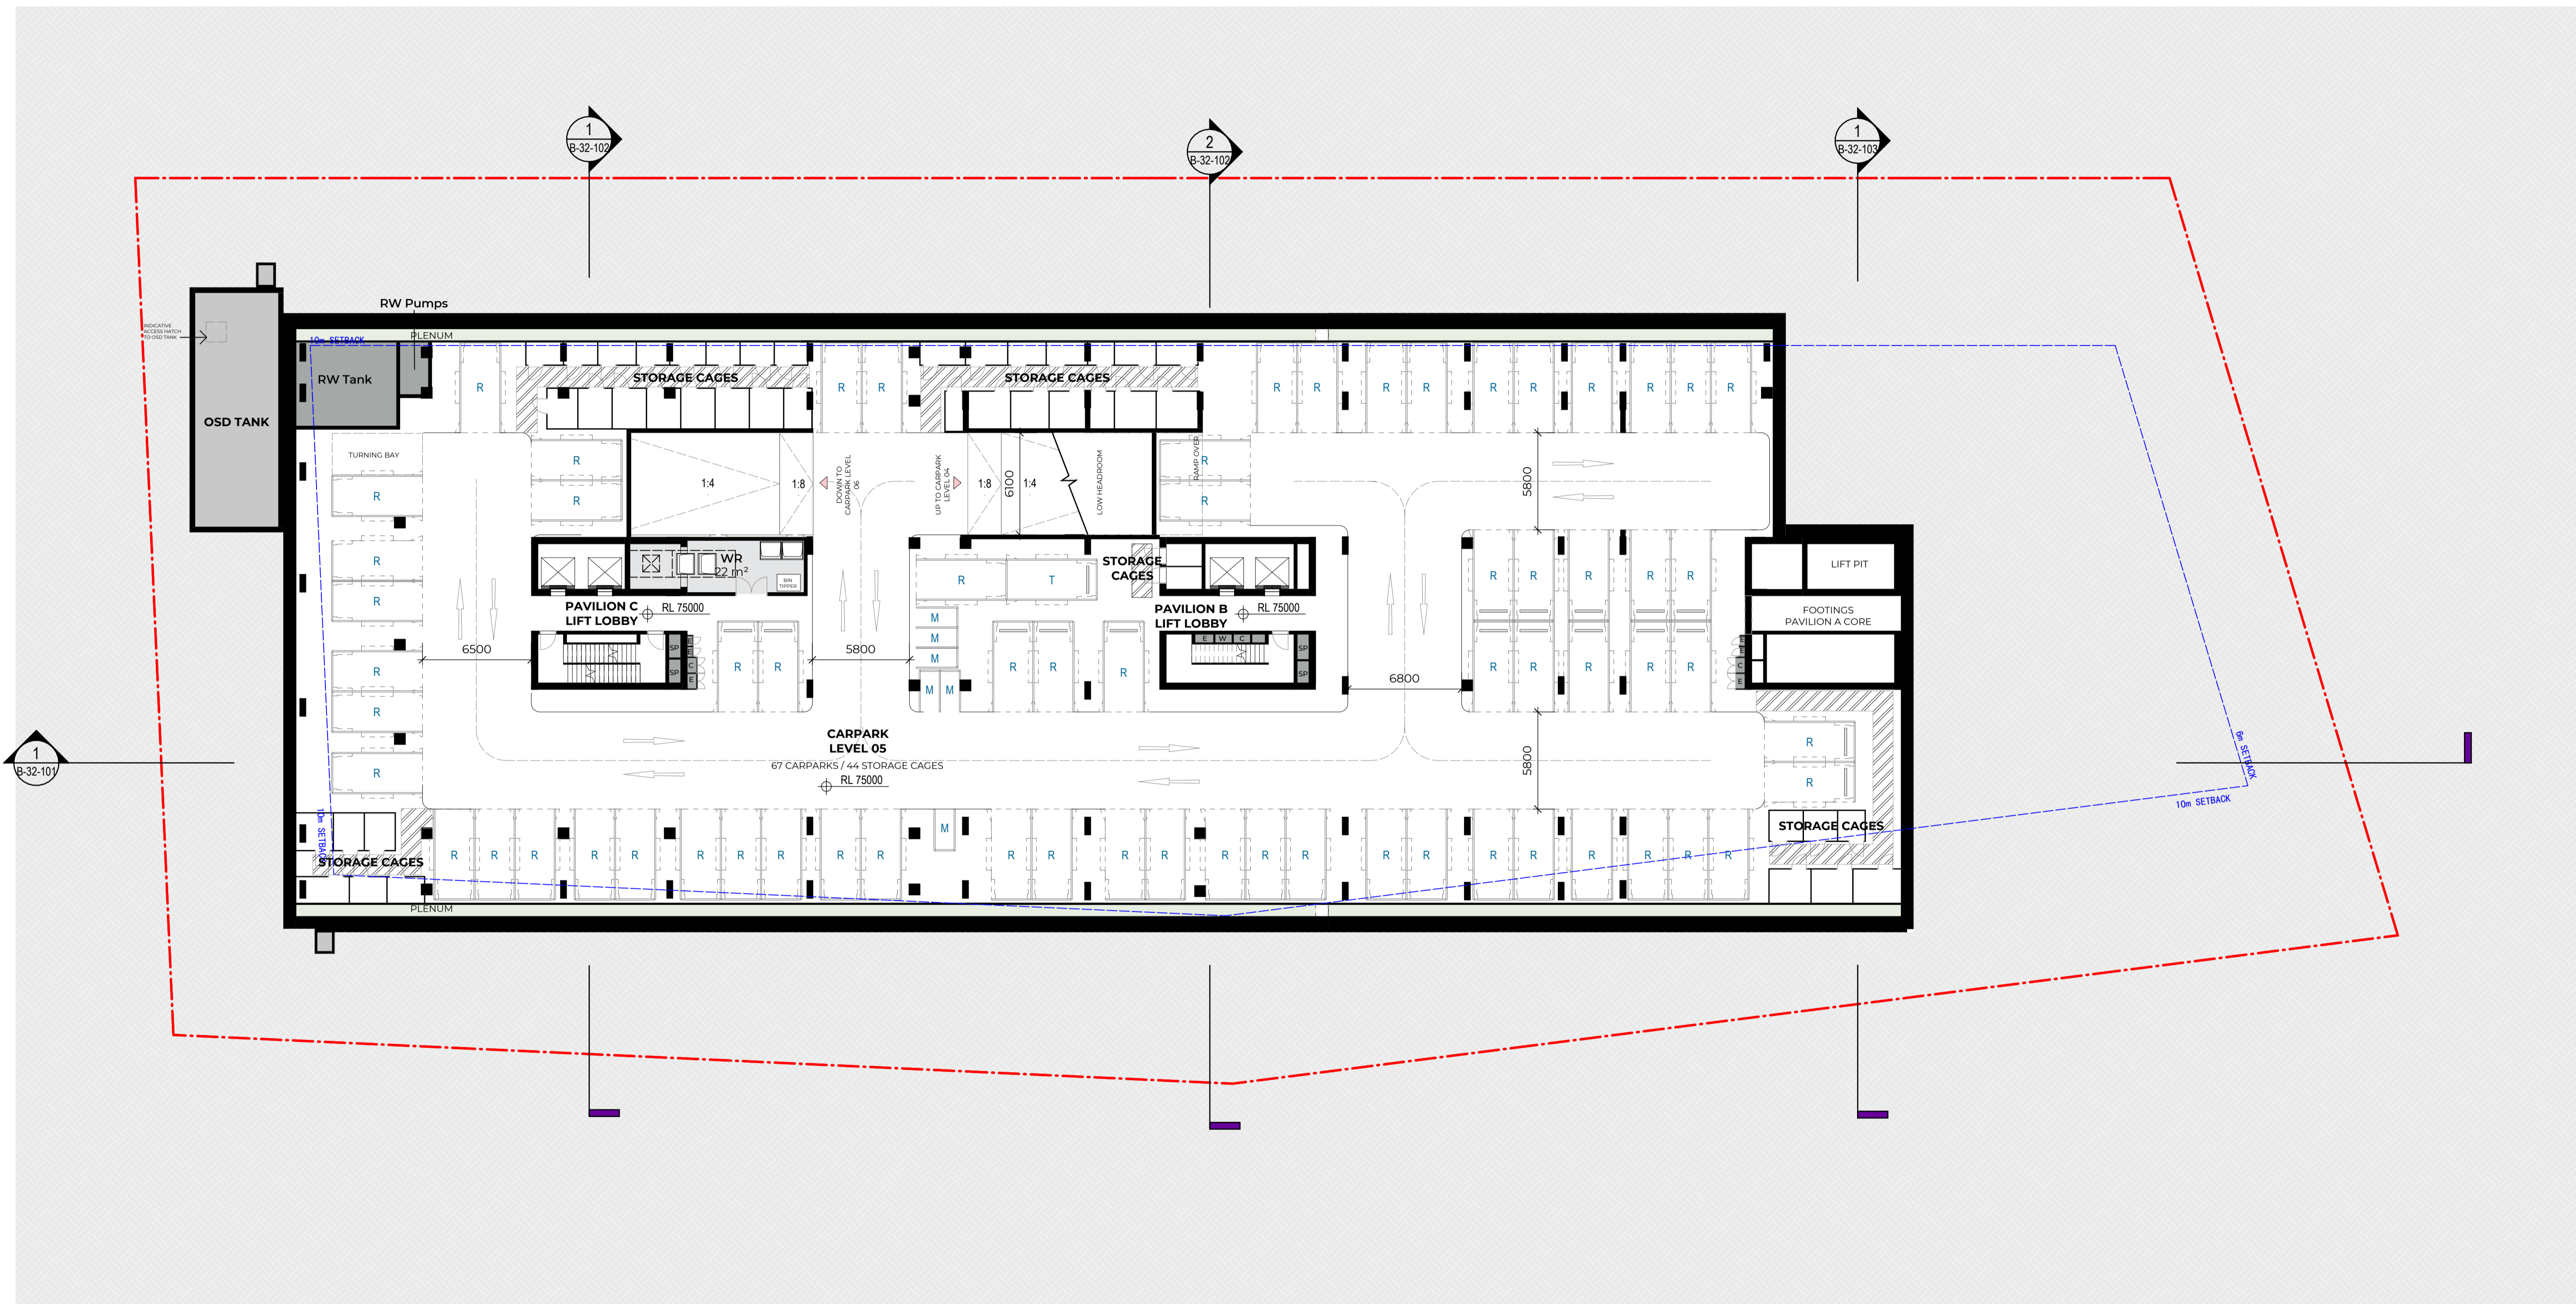 1
B-32-102
2
B-32-102
1
B-32-103
RW Pumps
INDICATIVE
ACCESS HATCH
TO OSD TANK
PLENUM
10m SETBACK
RW Tank
OSD TANK
R
STORAGE CAGES
R R
STORAGE CAGES
R R R R R R R R R R
TURNING BAY
R
R
R
1:4
1:8
DOWN TO
CARPARK LEVEL
06
UP TO CARPARK
LEVEL 04
1:8
6100
1:4
LOW HEADROOM
RAMP OVER
R
R
5800
R
R
WR
22 m²
BIN
TIPPER
R
T
STORAGE
CAGES
R R R R R
LIFT PIT
PAVILION C
LIFT LOBBY
RL 75000
PAVILION B
LIFT LOBBY
RL 75000
FOOTINGS
PAVILION A CORE
M
M
M
M M
6500
SP
SP
E
E
C
E
R R
5800
R R
R
E W C
SP
SP
6800
R R R R R
E
E
C
E
R
R
R
CARPARK
LEVEL 05
67 CARPARKS / 44 STORAGE CAGES
RL 75000
5800
R
R
1
B-32-101
6m SETBACK
10m SETBACK
10m SETBACK
STORAGE CAGES
R R R R R R R R R R
M
R R R R R R R R R R R R R R R
STORAGE CAGES
PLENUM